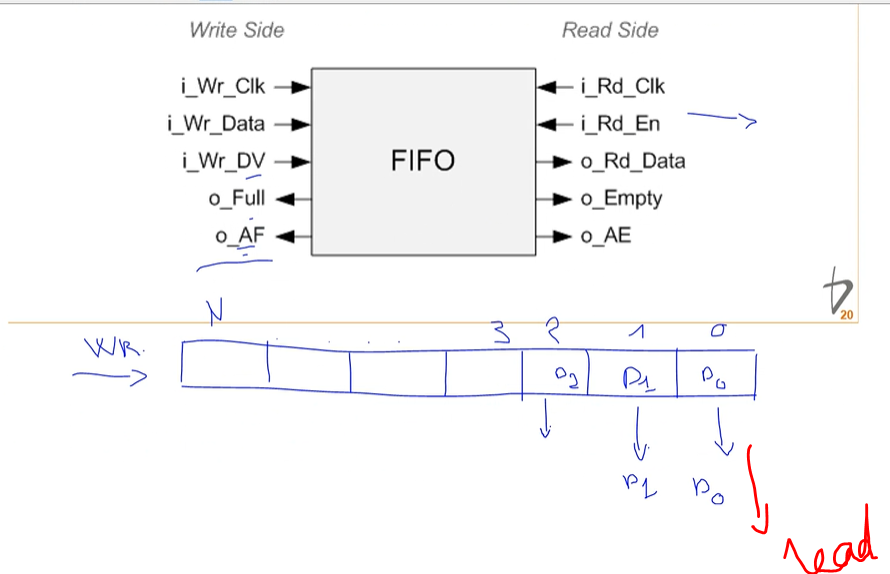 Write Side Read Side
i_Wr_Clk i_Rd_Clk
i_Wr_Data i_Rd_En
i_Wr_DV FIFO o_Rd_Data
o_Full o_Empty
o_AF o_AE
20
N . . . 3 2 1 0
WR.
D2 D1 D0
D1 D0
read